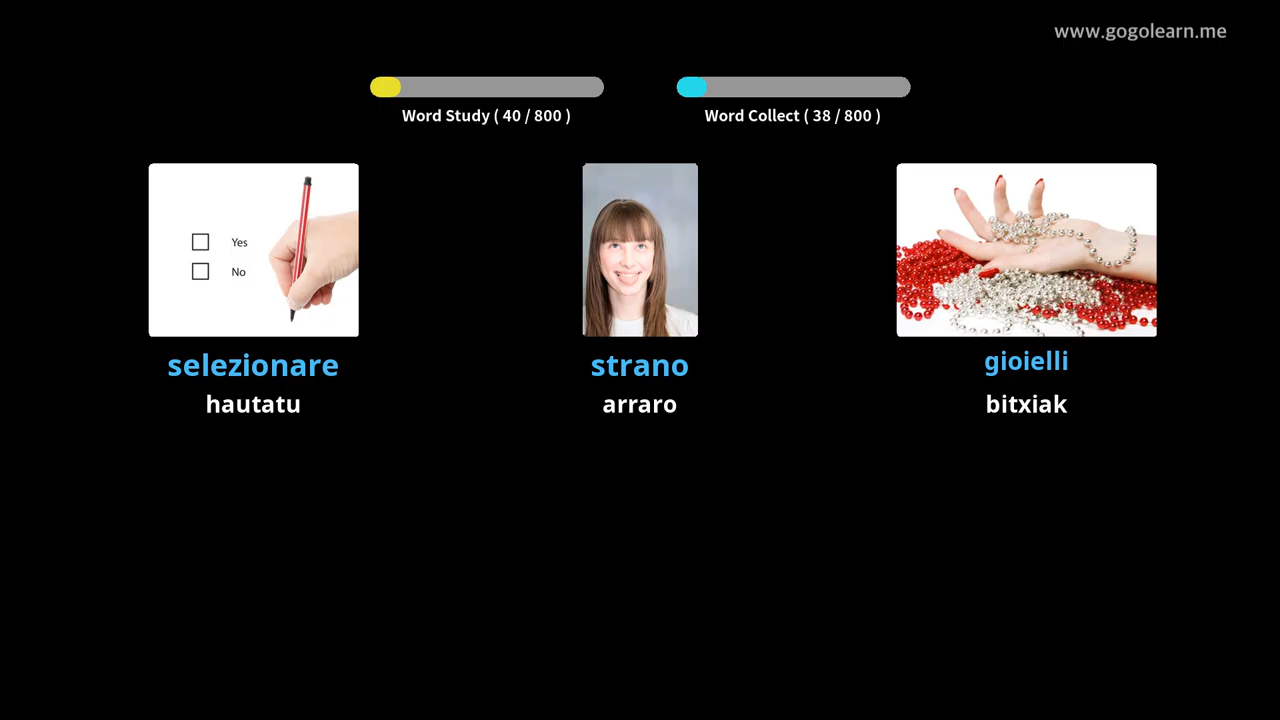 www.gogolearn.me
Word Study ( 40 / 800 )
Word Collect ( 38 / 800 )
Yes
No
selezionare
strano
gioielli
hautatu
arraro
bitxiak